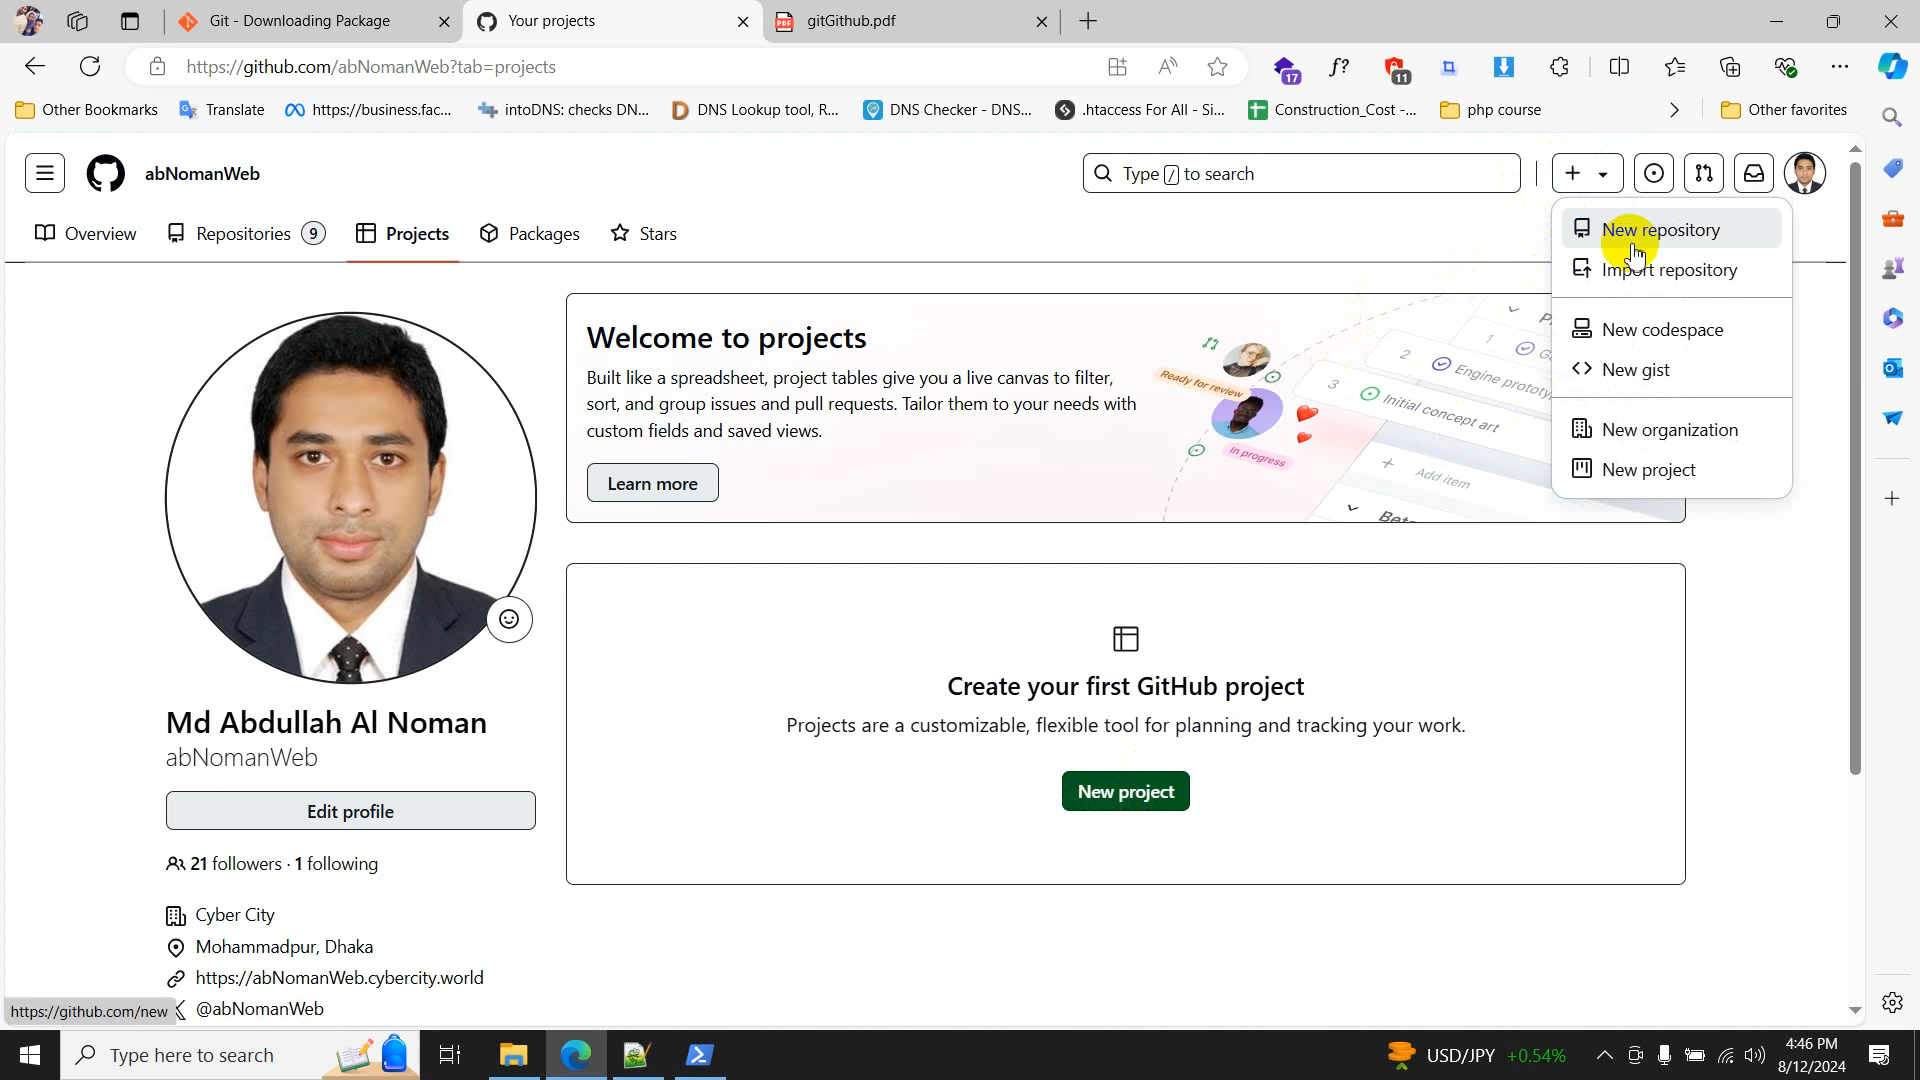 Git - Downloading Package
Your projects
gitGithub.pdf
https://github.com/abNomanWeb?tab=projects
17
f?
11
Other Bookmarks
Translate
https://business.fac...
intoDNS: checks DN...
DNS Lookup tool, R...
DNS Checker - DNS...
.htaccess For All - Si...
Construction_Cost -...
php course
Other favorites
abNomanWeb
Type / to search
Overview
Repositories 9
Projects
Packages
Stars
New repository
Import repository
New codespace
New gist
New organization
New project
Welcome to projects
Built like a spreadsheet, project tables give you a live canvas to filter,
sort, and group issues and pull requests. Tailor them to your needs with
custom fields and saved views.
Learn more
Ready for review
In progress
1
2 Engine prototy
3 Initial concept art
+ Add item
Create your first GitHub project
Projects are a customizable, flexible tool for planning and tracking your work.
New project
Md Abdullah Al Noman
abNomanWeb
Edit profile
21 followers · 1 following
Cyber City
Mohammadpur, Dhaka
https://abNomanWeb.cybercity.world
@abNomanWeb
https://github.com/new
Type here to search
USD/JPY +0.54%
4:46 PM
8/12/2024